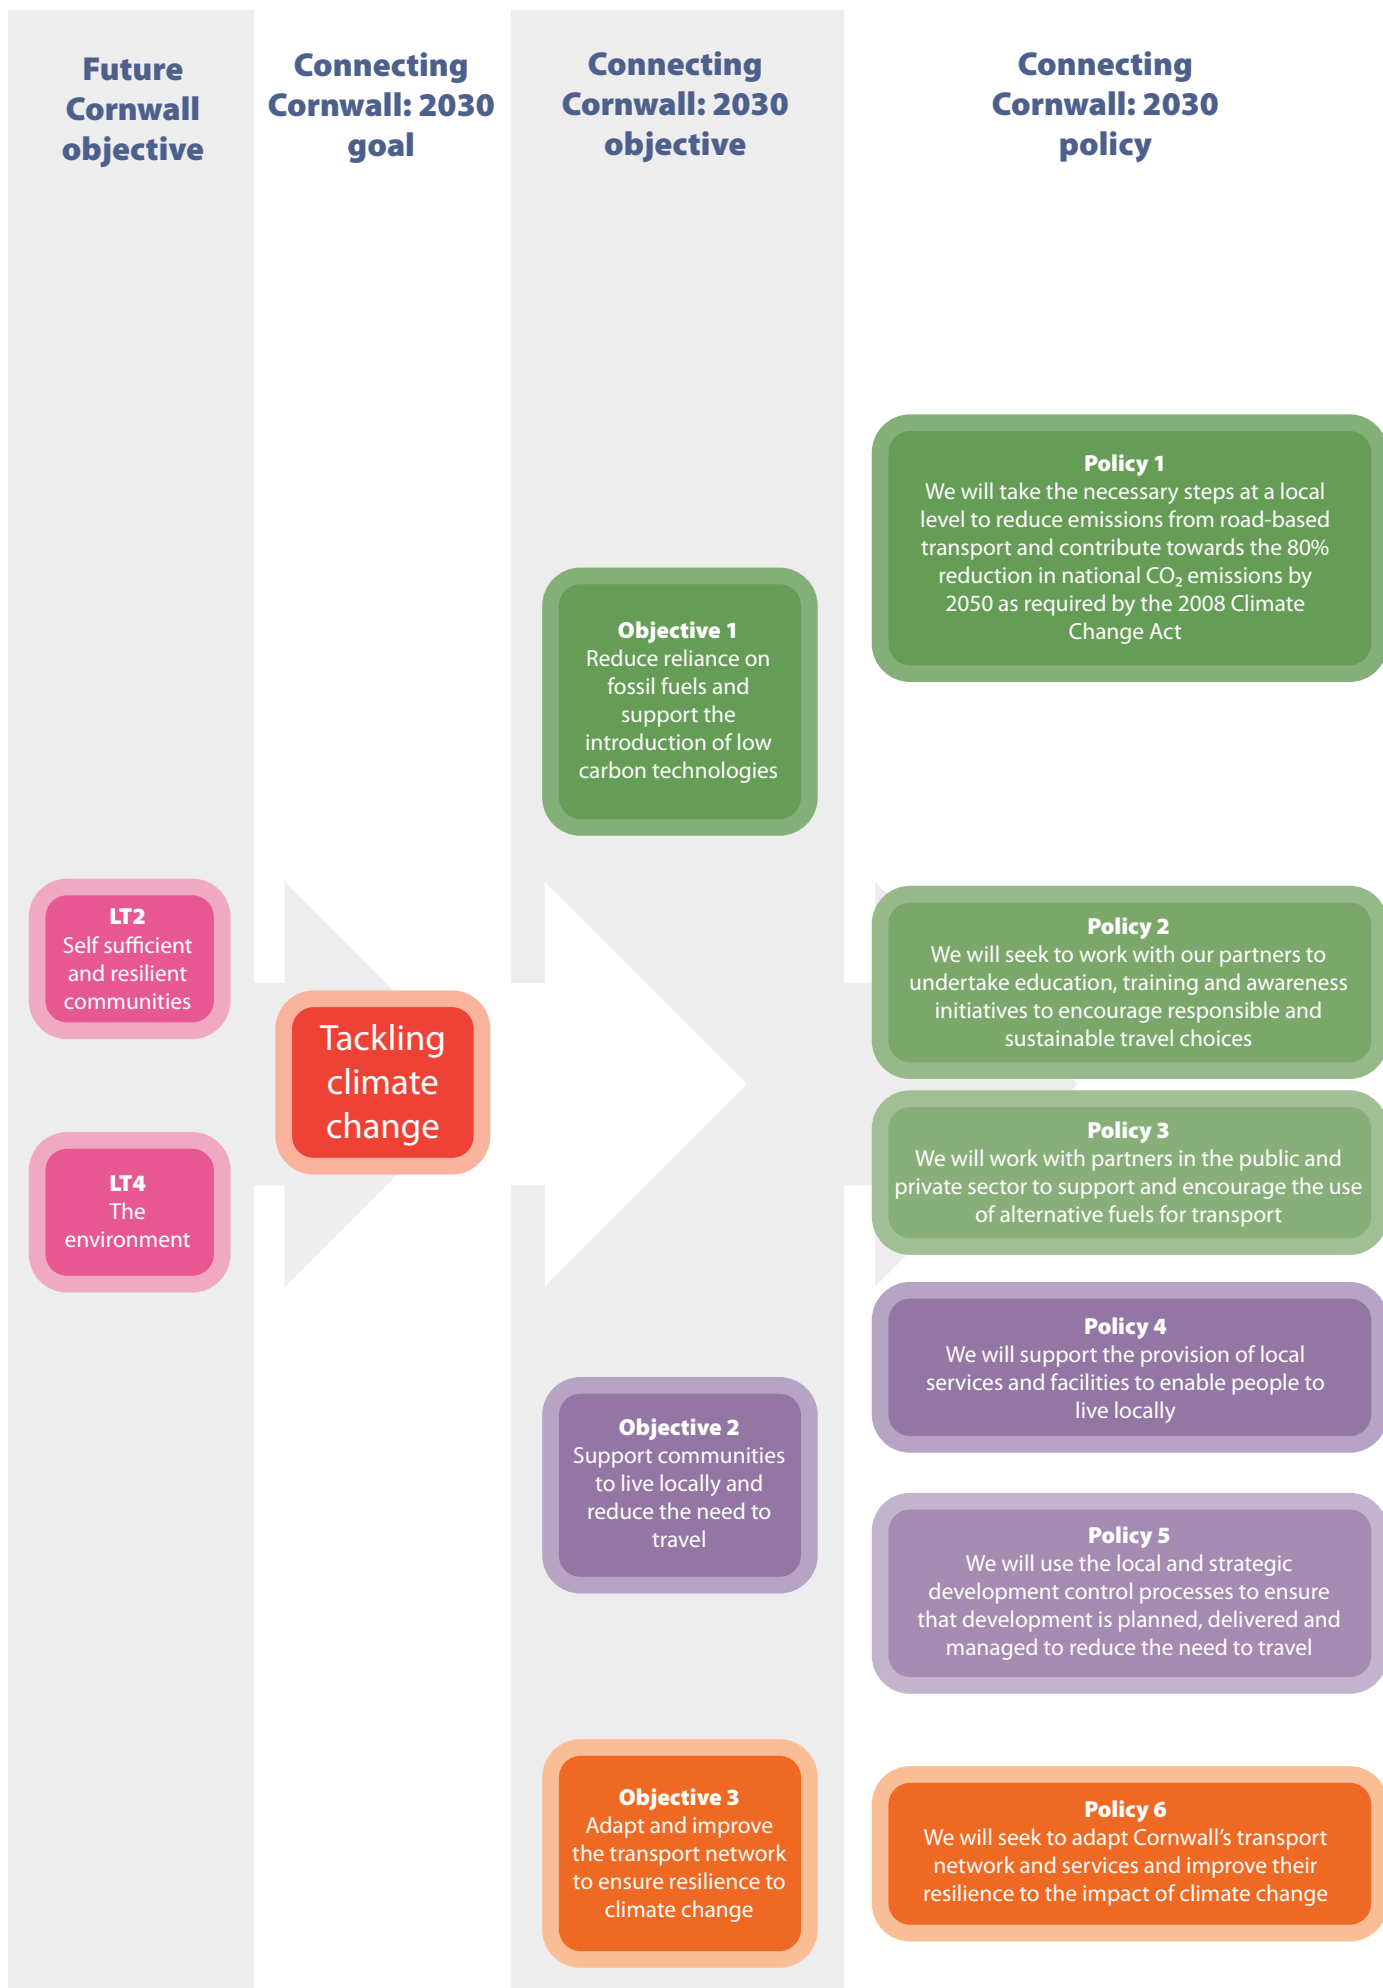 Future
Cornwall
objective
Connecting
Cornwall: 2030
goal
Connecting
Cornwall: 2030
objective
Connecting
Cornwall: 2030
policy
LT2
Self sufficient
and resilient
communities
LT4
The
environment
Tackling
climate
change
Objective 1
Reduce reliance on
fossil fuels and
support the
introduction of low
carbon technologies
Objective 2
Support communities
to live locally and
reduce the need to
travel
Objective 3
Adapt and improve
the transport network
to ensure resilience to
climate change
Policy 1
We will take the necessary steps at a local
level to reduce emissions from road-based
transport and contribute towards the 80%
reduction in national CO₂ emissions by
2050 as required by the 2008 Climate
Change Act
Policy 2
We will seek to work with our partners to
undertake education, training and awareness
initiatives to encourage responsible and
sustainable travel choices
Policy 3
We will work with partners in the public and
private sector to support and encourage the use
of alternative fuels for transport
Policy 4
We will support the provision of local
services and facilities to enable people to
live locally
Policy 5
We will use the local and strategic
development control processes to ensure
that development is planned, delivered and
managed to reduce the need to travel
Policy 6
We will seek to adapt Cornwall's transport
network and services and improve their
resilience to the impact of climate change